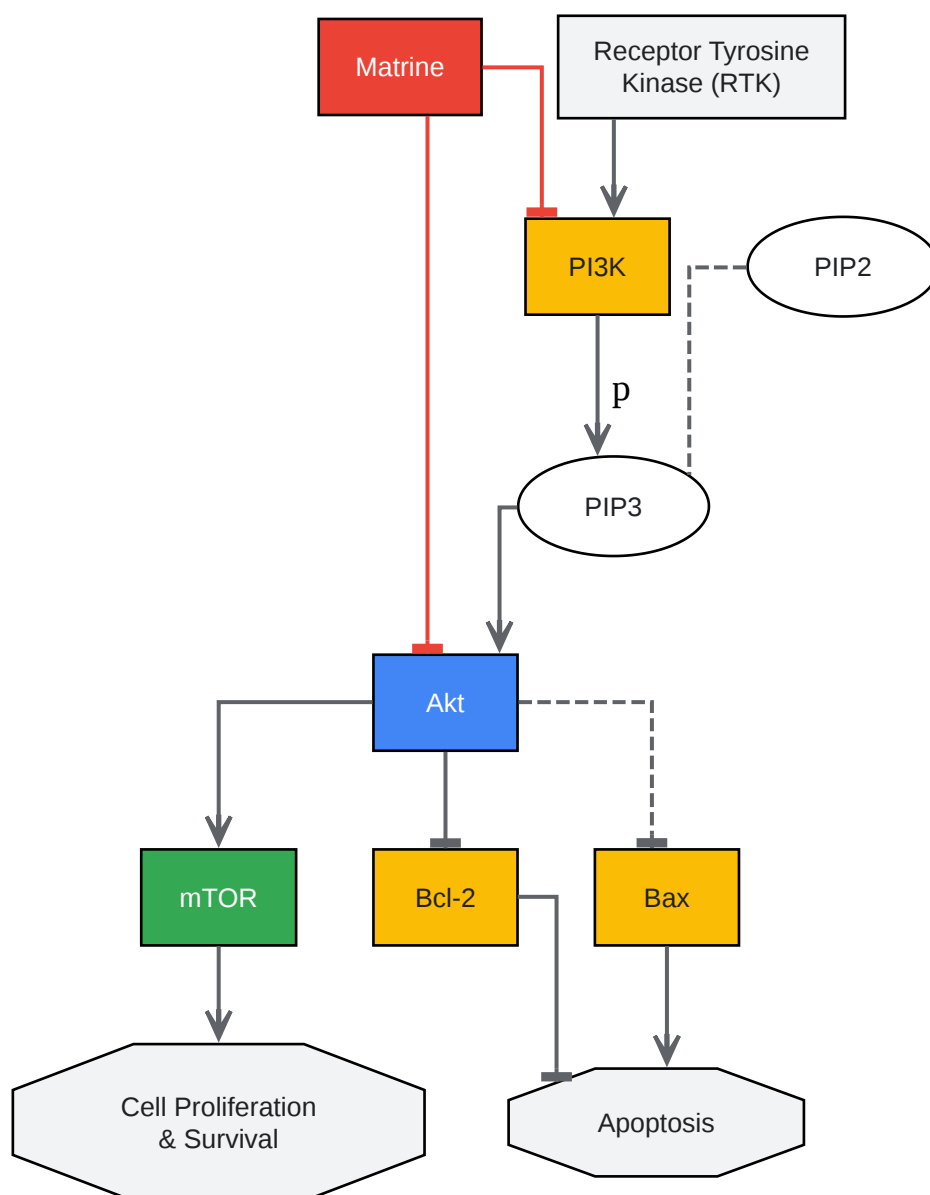 Matrine
Receptor Tyrosine
Kinase (RTK)
PI3K
PIP2
p
PIP3
Akt
mTOR
Bcl-2
Bax
Cell Proliferation
& Survival
Apoptosis